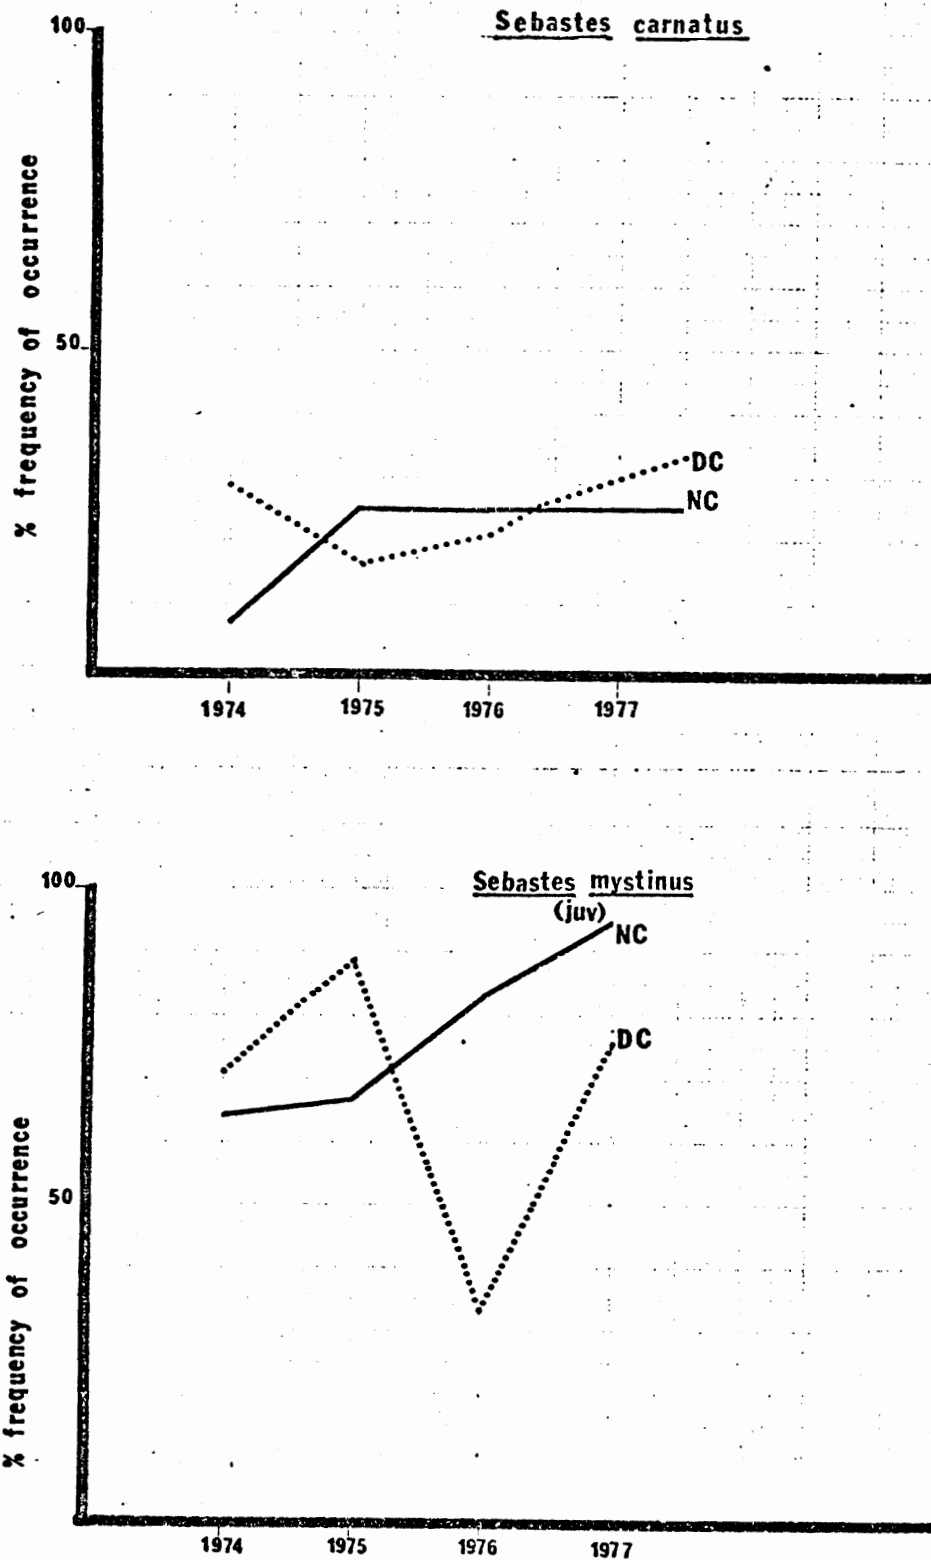 Sebastes carnatus
100
% frequency of occurrence
50
DC
NC
1974 1975 1976 1977
Sebastes mystinus
(juv)
100
NC
DC
% frequency of occurrence
50
1974 1975 1976 1977